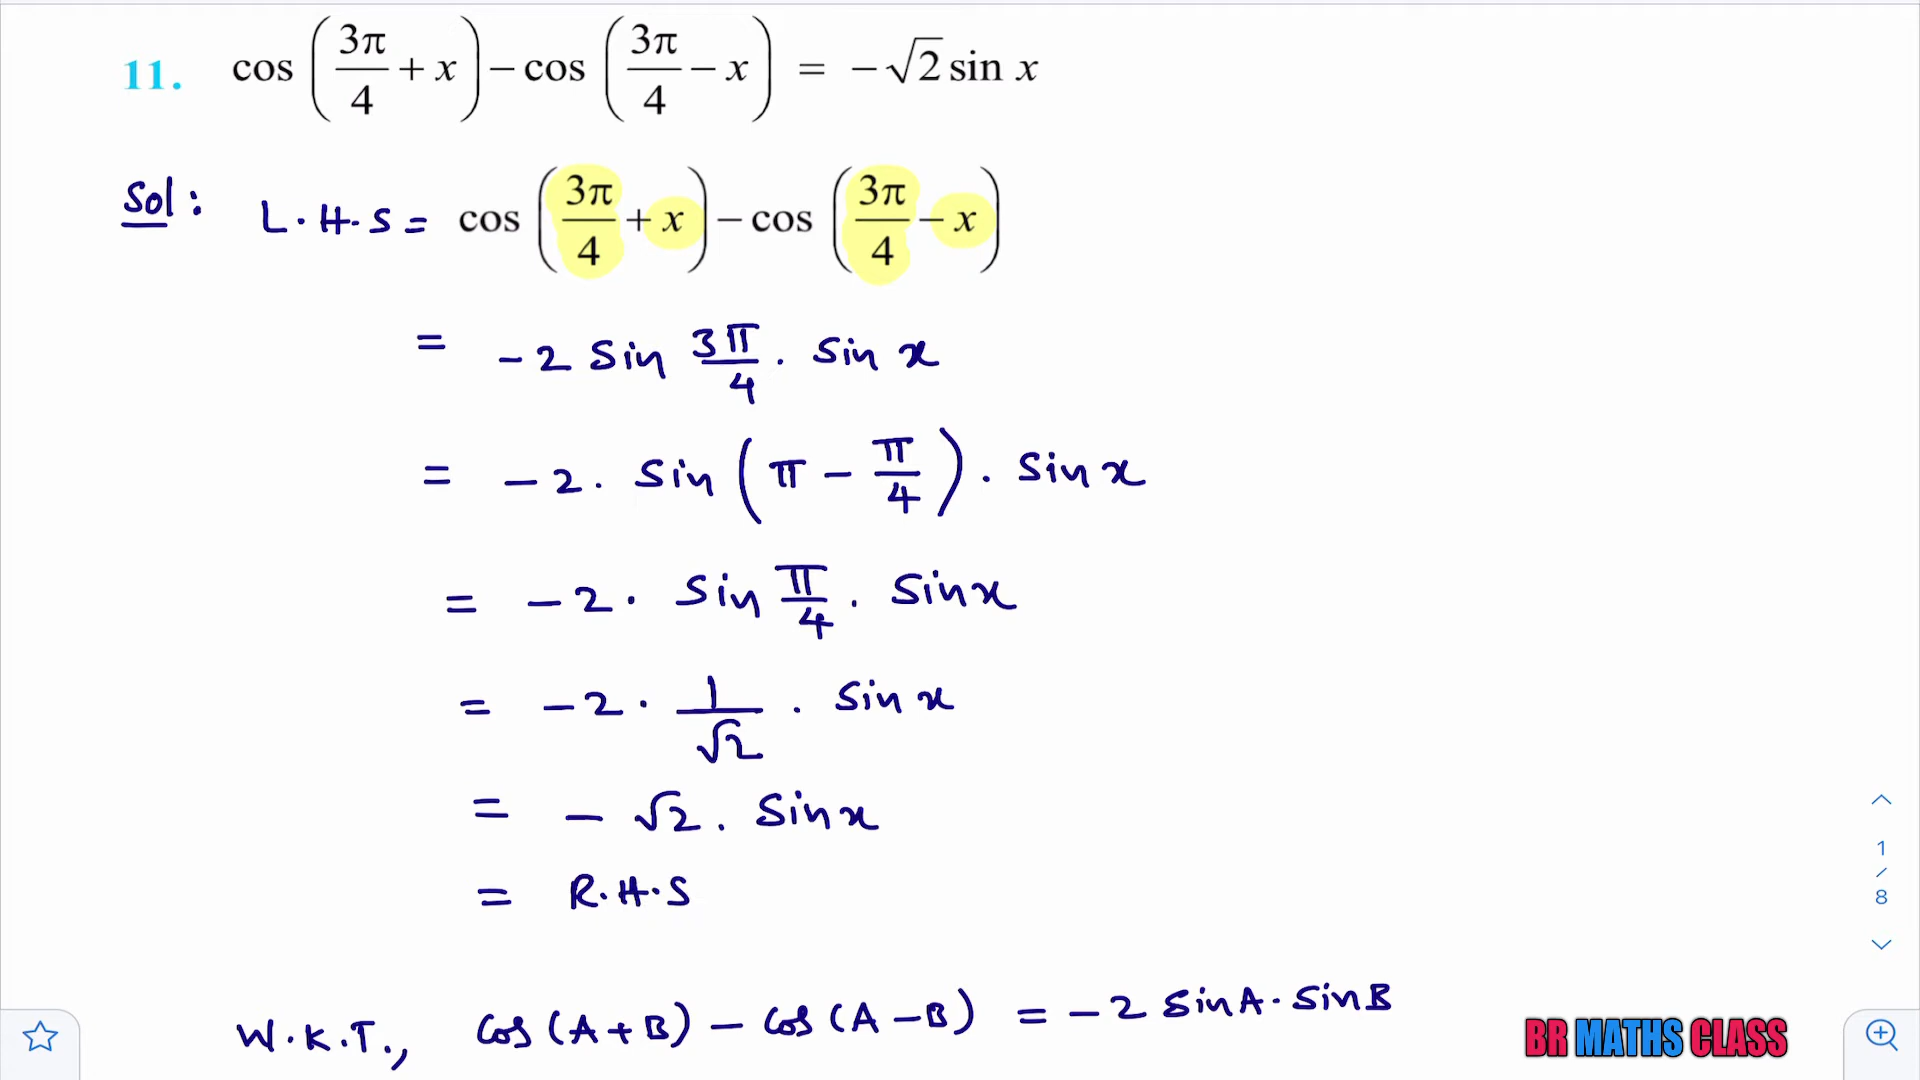 11. cos(3π/4 + x) − cos(3π/4 − x) = −√2 sin x
Sol: L.H.S = cos(3π/4 + x) − cos(3π/4 − x)
= −2 Sin 3π/4 . Sin x
= −2 . Sin(π − π/4) . Sin x
= −2 . Sin π/4 . Sinx
= −2 . 1/√2 . Sin x
= −√2 . Sinx
= R.H.S
W.K.T., Cos(A+B) − Cos(A−B) = −2 SinA . SinB
1
/
8
BR MATHS CLASS